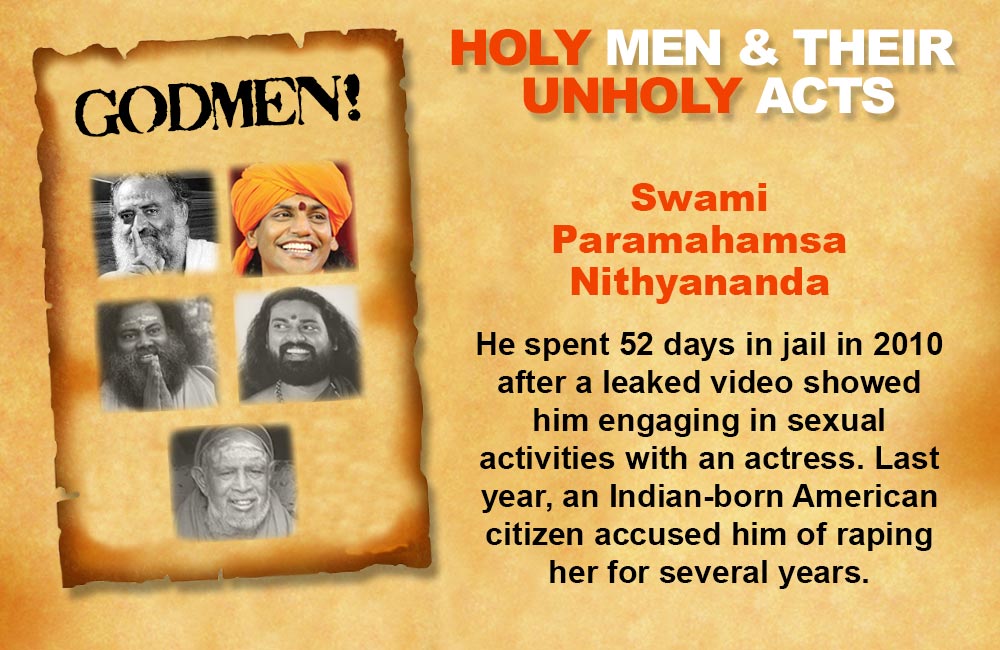 GODMEN!
HOLY MEN & THEIR
UNHOLY ACTS
Swami
Paramahamsa
Nithyananda
He spent 52 days in jail in 2010
after a leaked video showed
him engaging in sexual
activities with an actress. Last
year, an Indian-born American
citizen accused him of raping
her for several years.